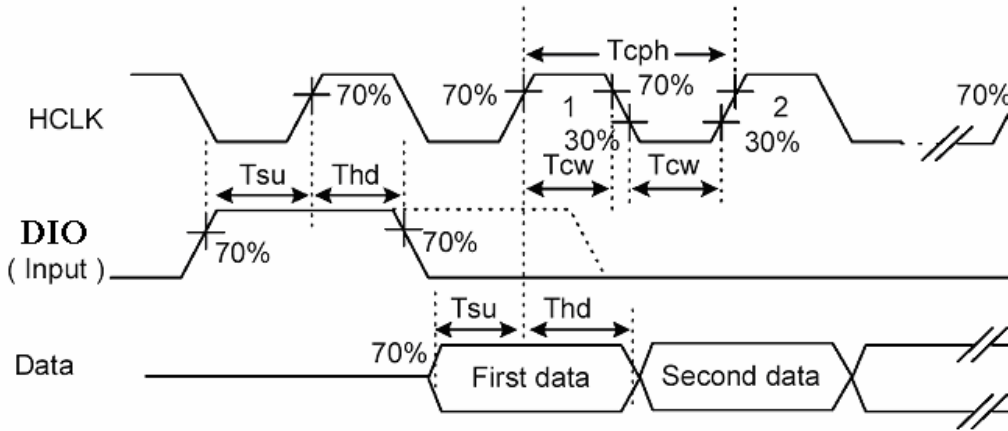 Tcph
70% 70% 70% 70%
HCLK 1 2
30% 30%
Tcw Tcw
Tsu Thd
DIO
70% 70%
( Input )
Tsu Thd
70%
Data First data Second data